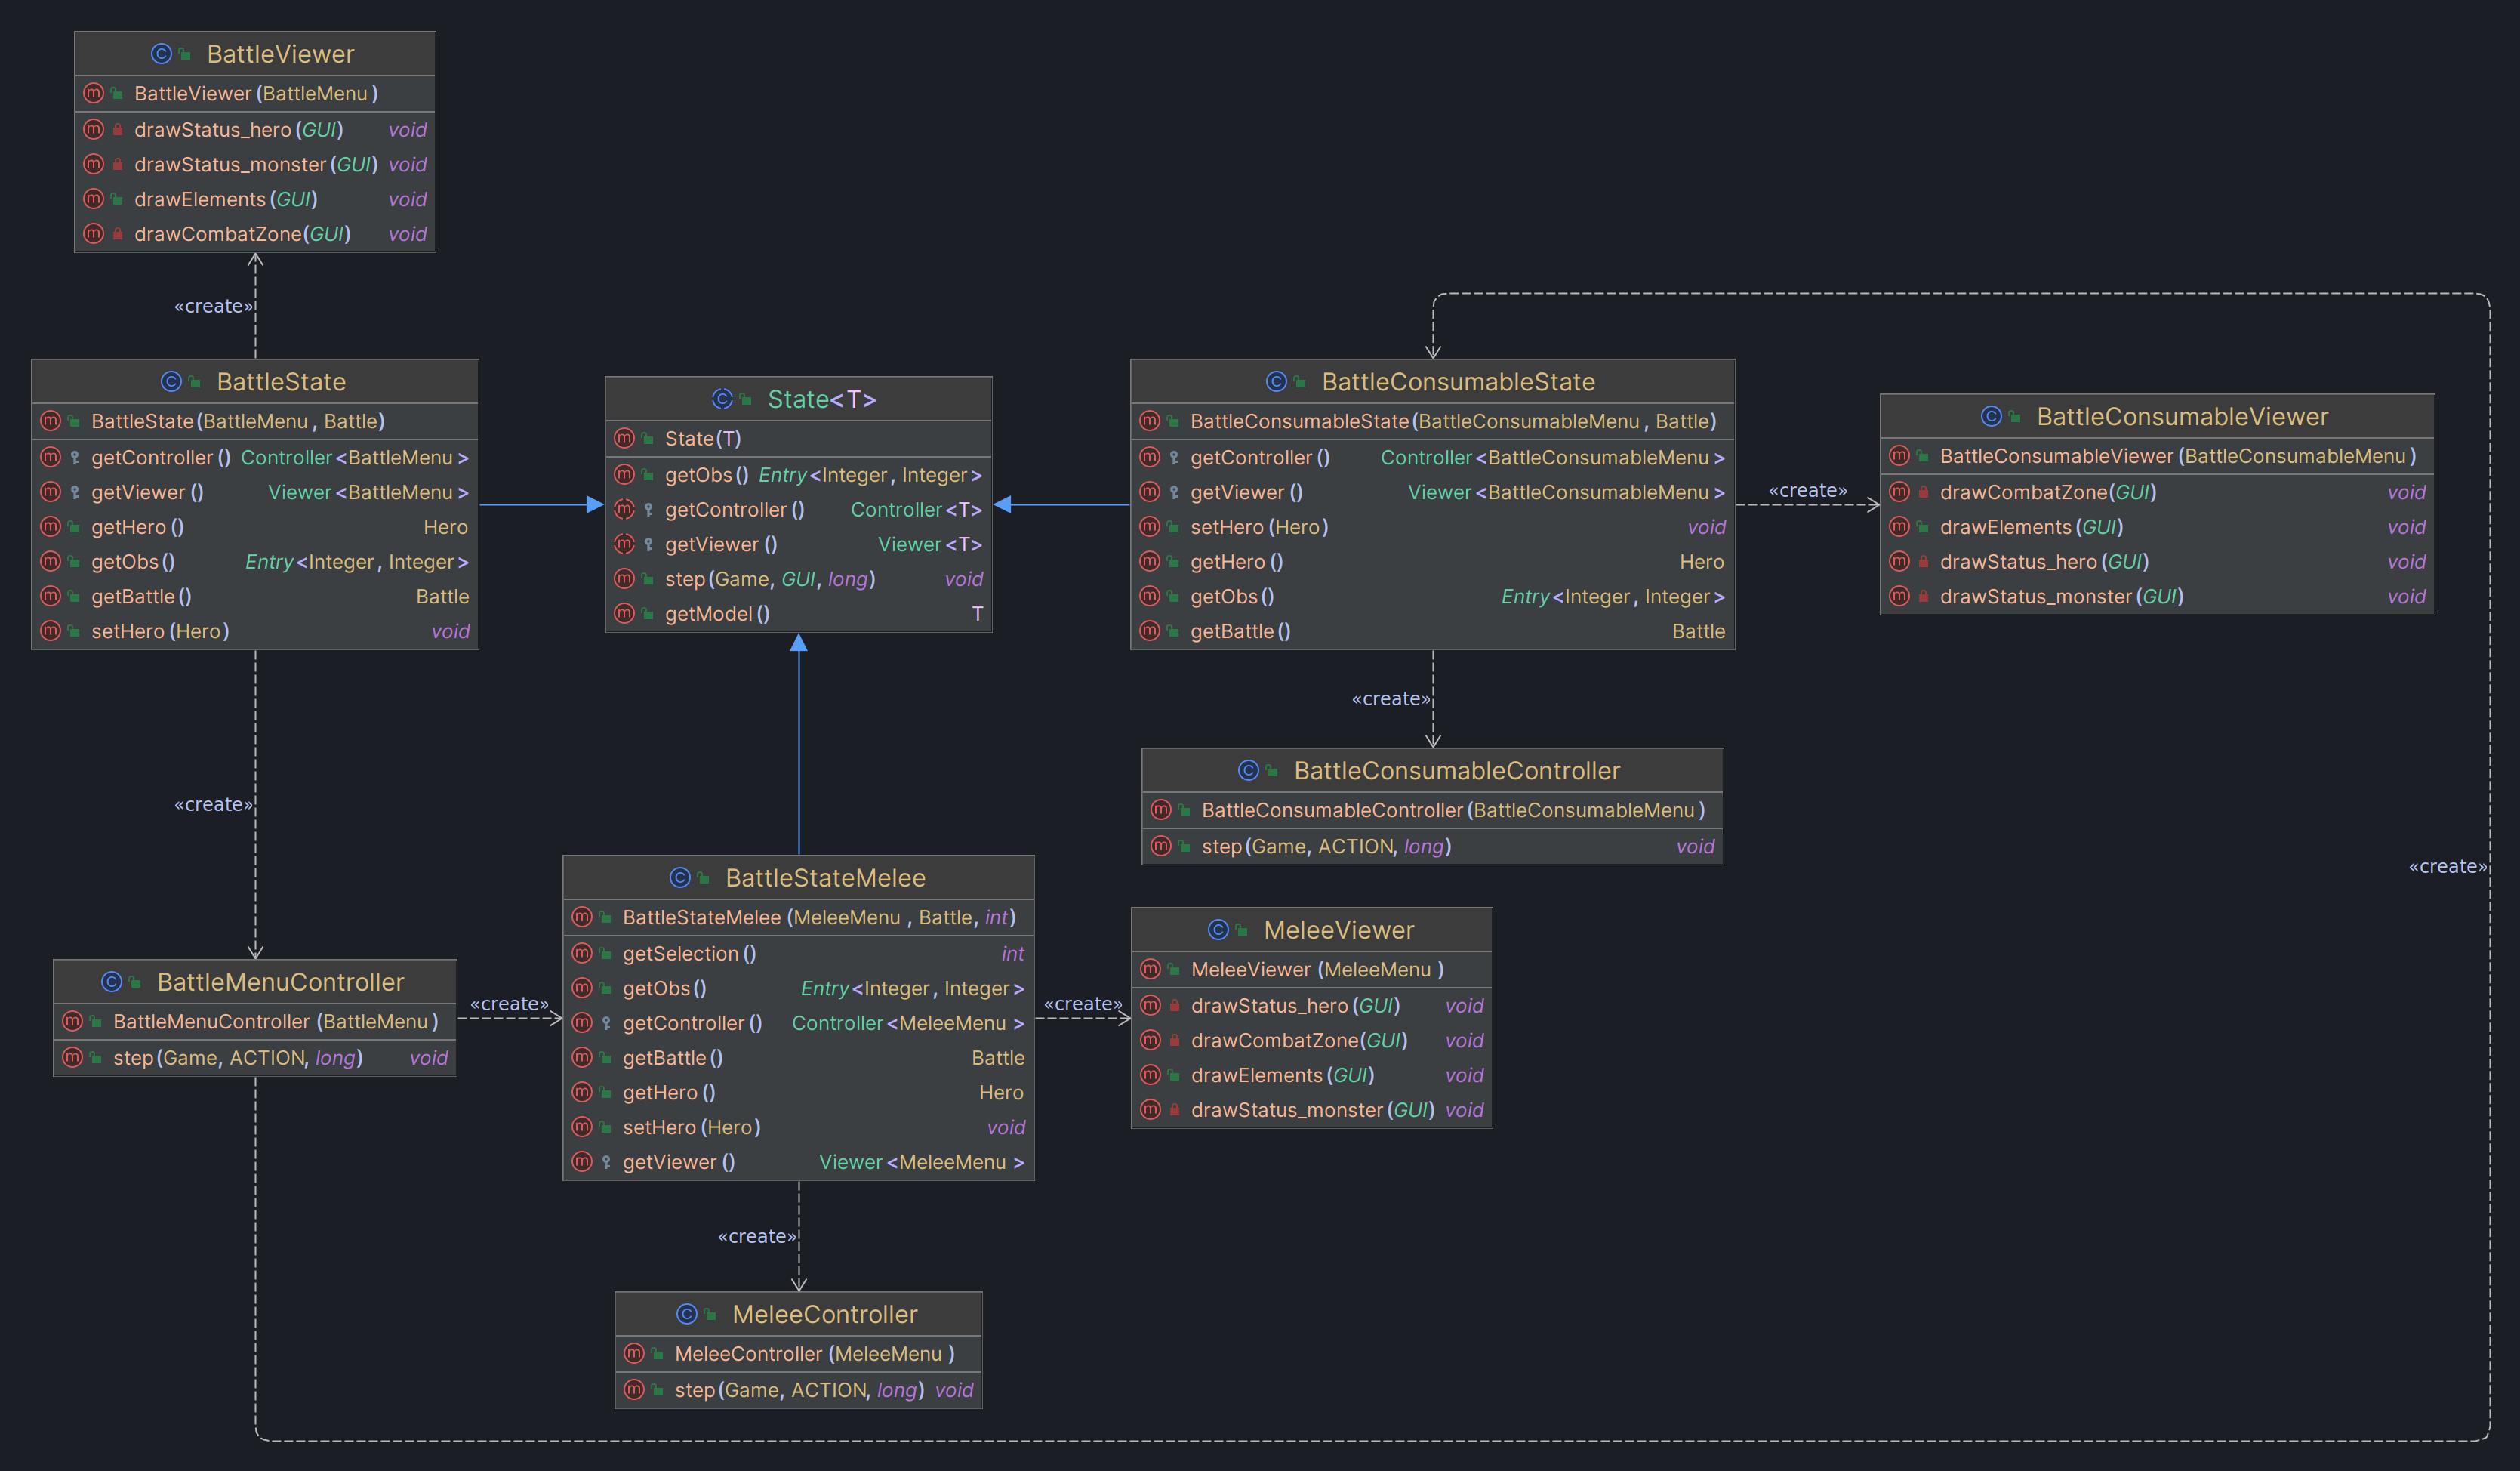 BattleViewer
BattleViewer(BattleMenu)
drawStatus_hero(GUI) void
drawStatus_monster(GUI) void
drawElements(GUI) void
drawCombatZone(GUI) void
«create»
BattleState
BattleState(BattleMenu, Battle)
getController() Controller<BattleMenu>
getViewer() Viewer<BattleMenu>
getHero() Hero
getObs() Entry<Integer, Integer>
getBattle() Battle
setHero(Hero) void
State<T>
State(T)
getObs() Entry<Integer, Integer>
getController() Controller<T>
getViewer() Viewer<T>
step(Game, GUI, long) void
getModel() T
BattleConsumableState
BattleConsumableState(BattleConsumableMenu, Battle)
getController() Controller<BattleConsumableMenu>
getViewer() Viewer<BattleConsumableMenu>
setHero(Hero) void
getHero() Hero
getObs() Entry<Integer, Integer>
getBattle() Battle
«create»
BattleConsumableViewer
BattleConsumableViewer(BattleConsumableMenu)
drawCombatZone(GUI) void
drawElements(GUI) void
drawStatus_hero(GUI) void
drawStatus_monster(GUI) void
«create»
«create»
BattleConsumableController
BattleConsumableController(BattleConsumableMenu)
step(Game, ACTION, long) void
«create»
BattleMenuController
BattleMenuController(BattleMenu)
step(Game, ACTION, long) void
«create»
BattleStateMelee
BattleStateMelee(MeleeMenu, Battle, int)
getSelection() int
getObs() Entry<Integer, Integer>
getController() Controller<MeleeMenu>
getBattle() Battle
getHero() Hero
setHero(Hero) void
getViewer() Viewer<MeleeMenu>
«create»
MeleeViewer
MeleeViewer(MeleeMenu)
drawStatus_hero(GUI) void
drawCombatZone(GUI) void
drawElements(GUI) void
drawStatus_monster(GUI) void
«create»
MeleeController
MeleeController(MeleeMenu)
step(Game, ACTION, long) void